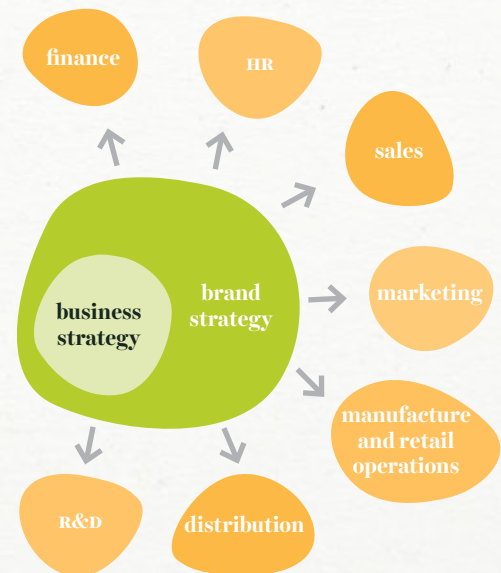 finance
HR
sales
brand
strategy
business
strategy
marketing
manufacture
and retail
operations
R&D
distribution